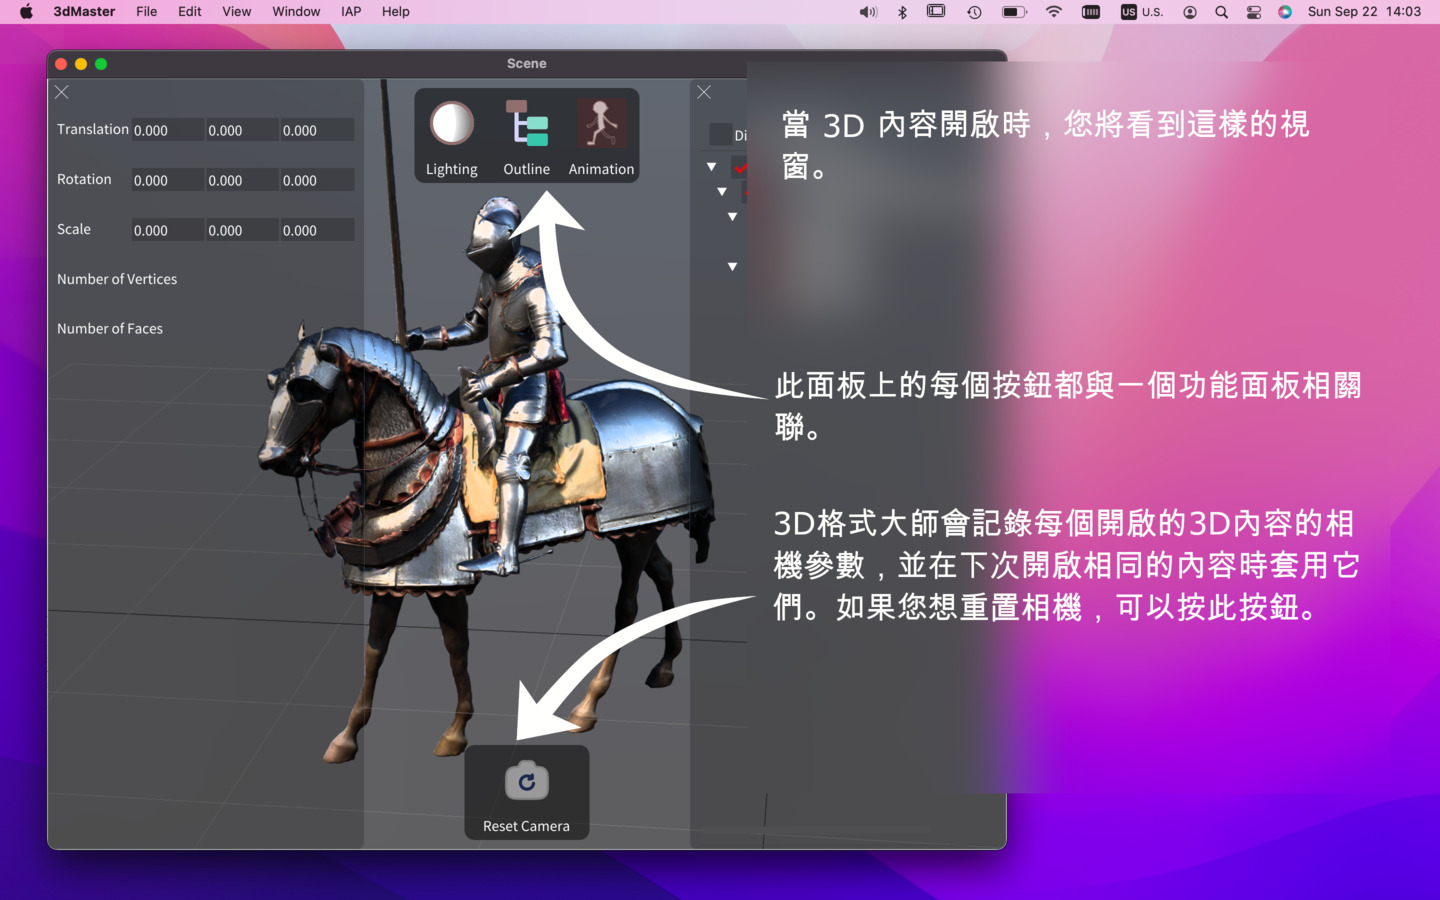 3dMaster File Edit View Window IAP Help US U.S. Sun Sep 22 14:03
Scene
Translation 0.000 0.000 0.000
Rotation 0.000 0.000 0.000
Scale 0.000 0.000 0.000
Number of Vertices
Number of Faces
Lighting Outline Animation
Di
當 3D 內容開啟時，您將看到這樣的視
窗。
此面板上的每個按鈕都與一個功能面板相關
聯。
3D格式大師會記錄每個開啟的3D內容的相
機參數，並在下次開啟相同的內容時套用它
們。如果您想重置相機，可以按此按鈕。
Reset Camera